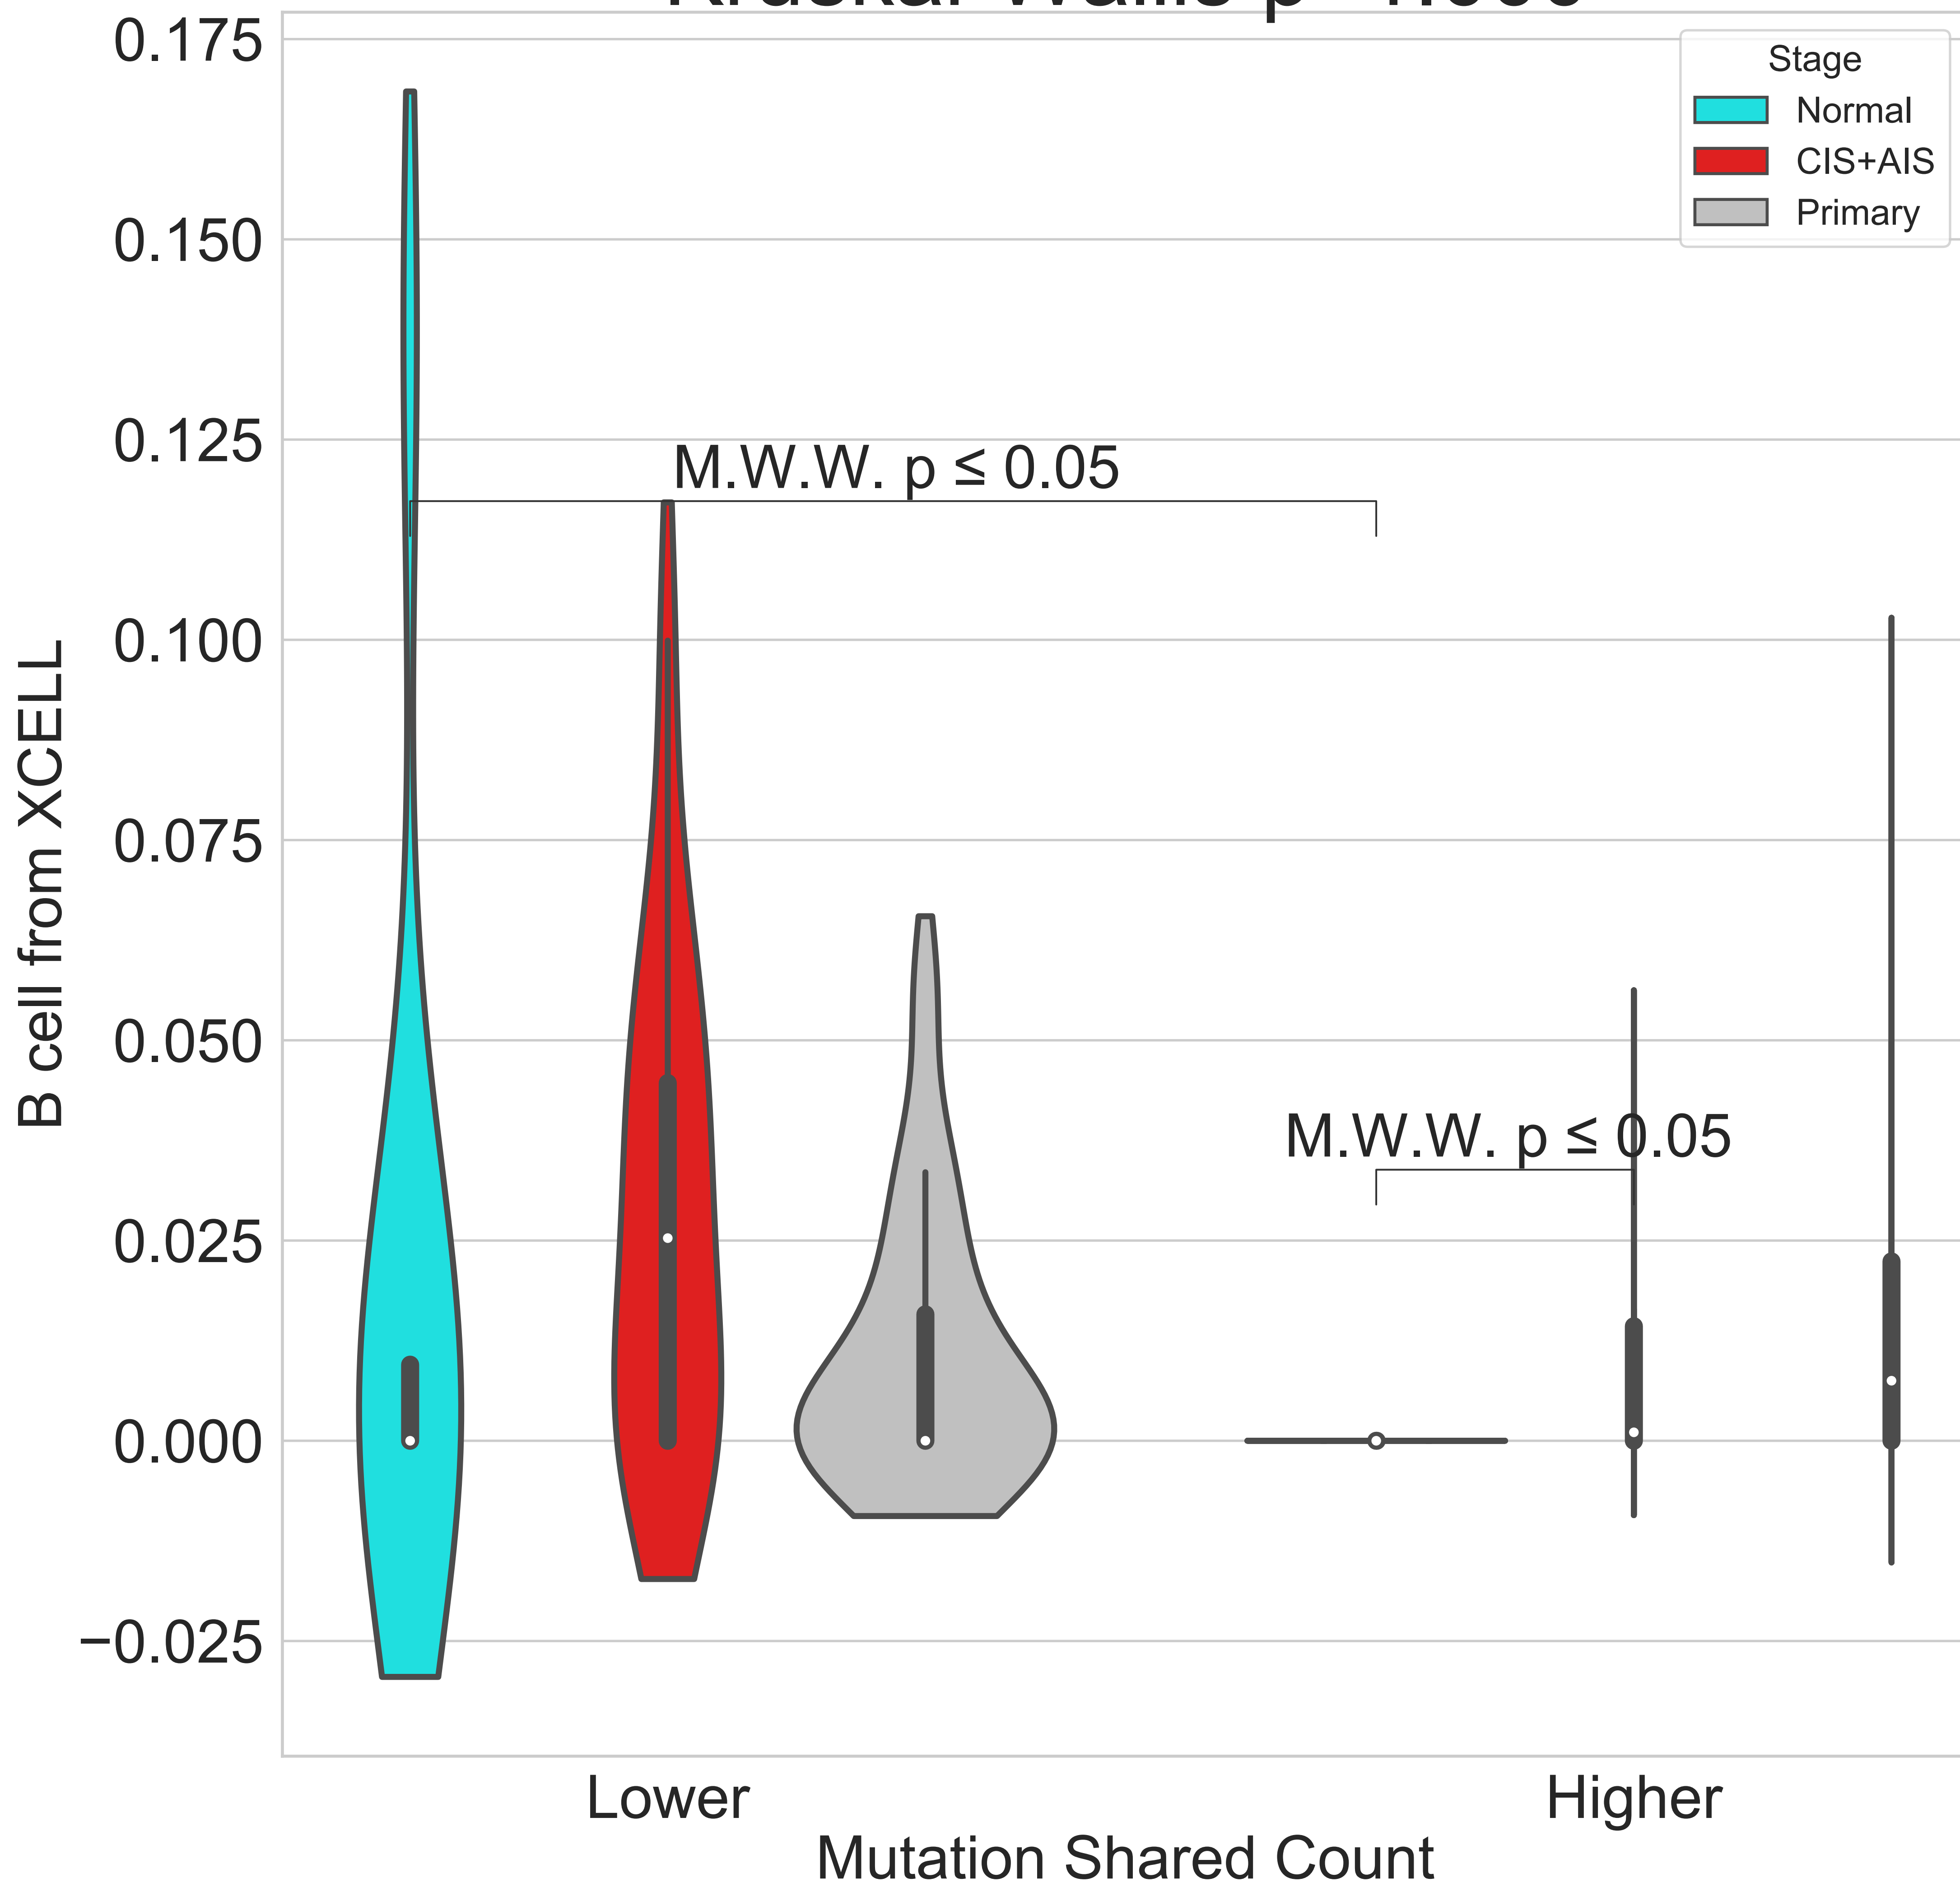 0.175
0.150
0.125
0.100
0.075
0.050
0.025
0.000
−0.025
B cell from XCELL
Stage
Normal
CIS+AIS
Primary
M.W.W. p ≤ 0.05
M.W.W. p ≤ 0.05
Lower
Higher
Mutation Shared Count